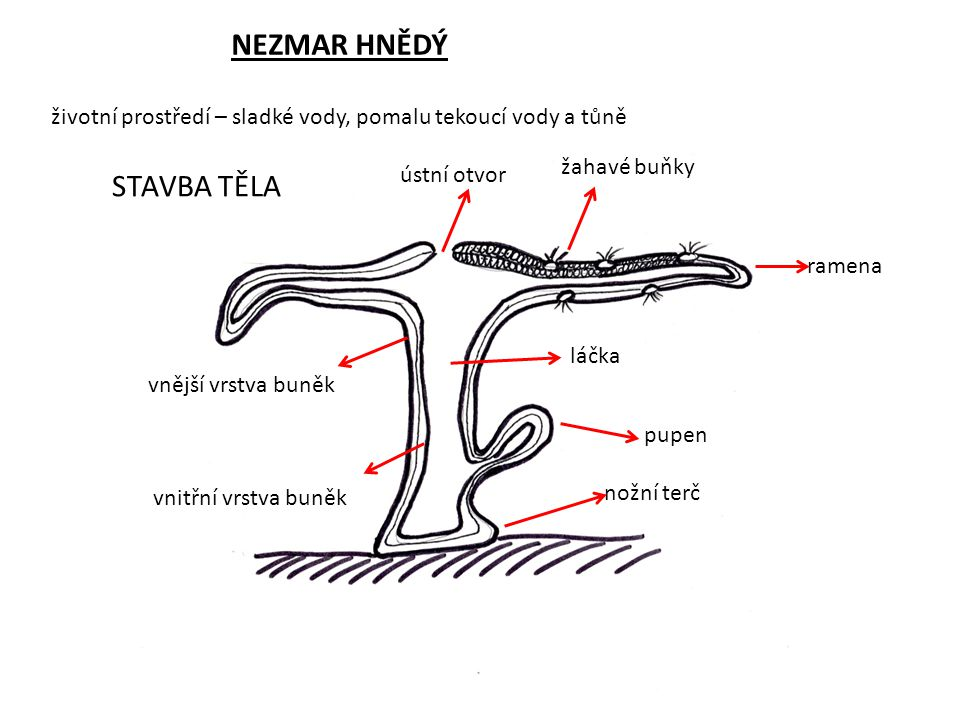 NEZMAR HNĚDÝ
životní prostředí – sladké vody, pomalu tekoucí vody a tůně
STAVBA TĚLA
ústní otvor
žahavé buňky
ramena
láčka
vnější vrstva buněk
pupen
vnitřní vrstva buněk
nožní terč